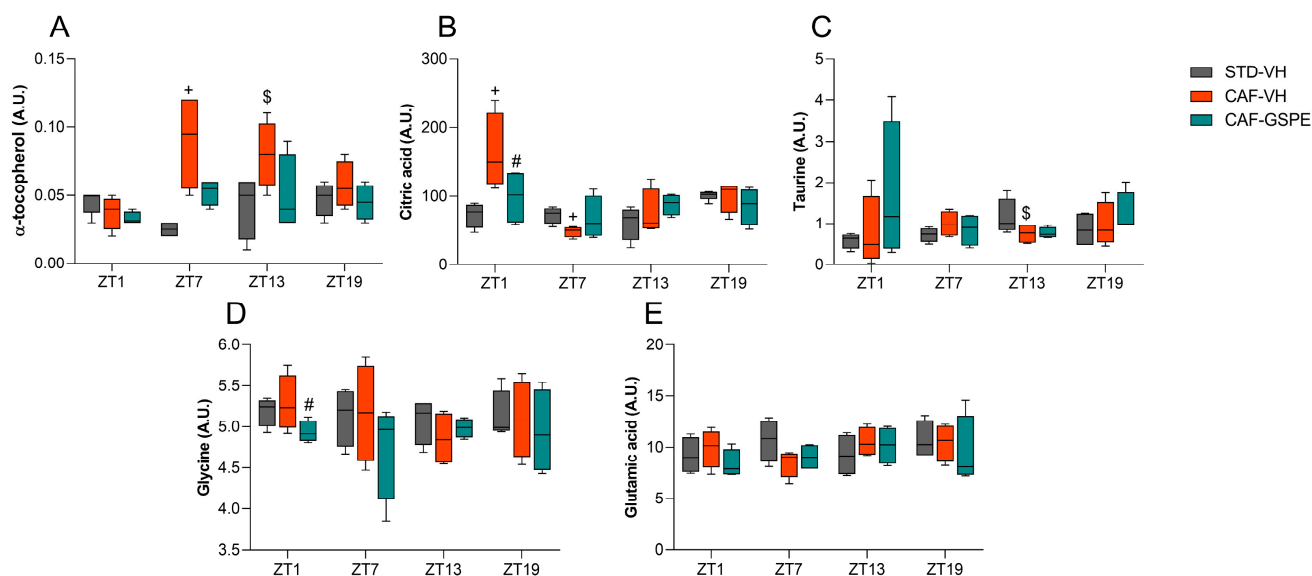 A
B
C
α-tocopherol (A.U.)
0.15
0.10
0.05
0.00
+
$
ZT1
ZT7
ZT13
ZT19
Citric acid (A.U.)
300
200
100
0
+
#
+
ZT1
ZT7
ZT13
ZT19
Taurine (A.U.)
5
4
3
2
1
0
$
ZT1
ZT7
ZT13
ZT19
STD-VH
CAF-VH
CAF-GSPE
D
E
Glycine (A.U.)
6.0
5.5
5.0
4.5
4.0
3.5
#
ZT1
ZT7
ZT13
ZT19
Glutamic acid (A.U.)
20
15
10
5
0
ZT1
ZT7
ZT13
ZT19